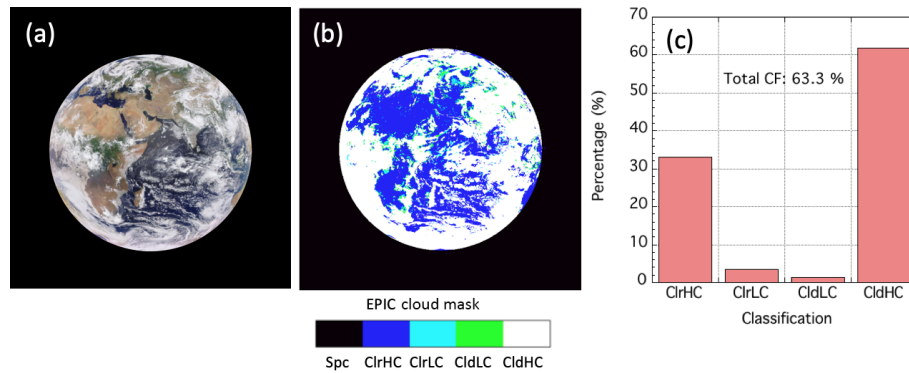 (a)
(b)
EPIC cloud mask
Spc ClrHC ClrLC CldLC CldHC
(c)
Total CF: 63.3 %
Percentage (%)
70
60
50
40
30
20
10
0
ClrHC ClrLC CldLC CldHC
Classification